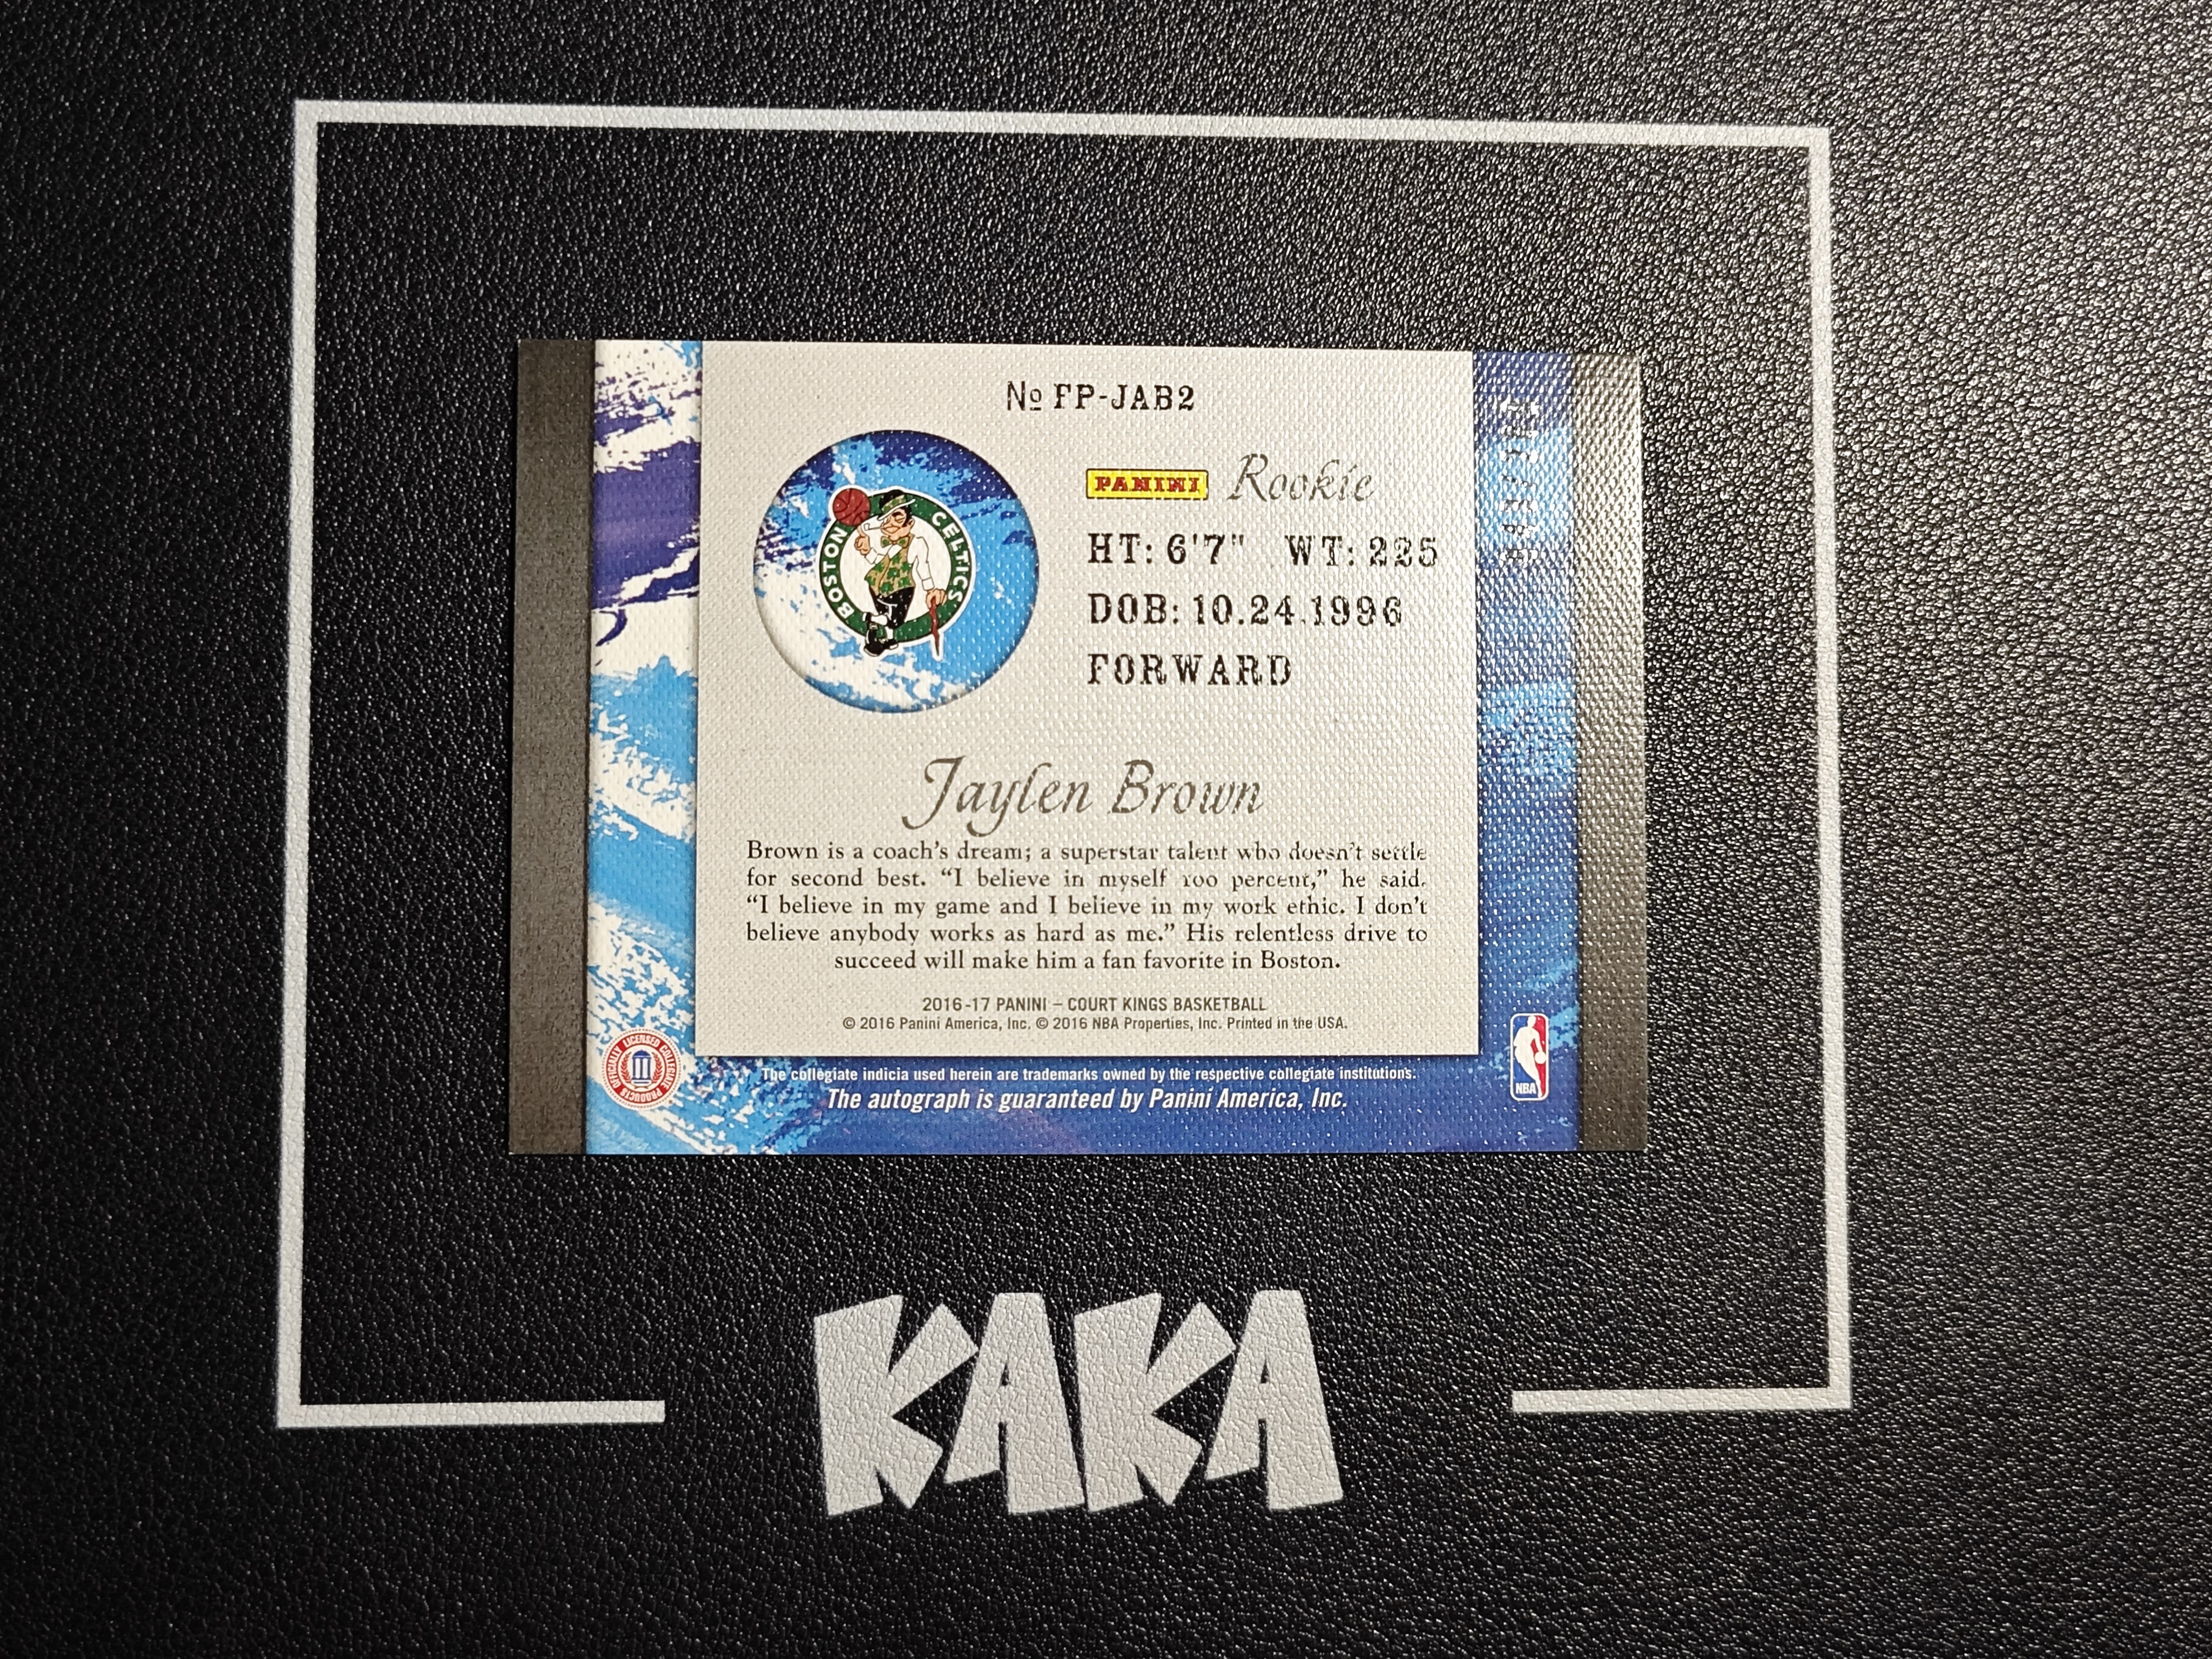 No FP-JAB2
PANINI Rookie
BOSTON CELTICS
HT: 6'7" WT: 225
DOB: 10.24.1996
FORWARD
Jaylen Brown
Brown is a coach's dream; a superstar talent who doesn't settle
for second best. “I believe in myself 100 percent,” he said.
“I believe in my game and I believe in my work ethic. I don't
believe anybody works as hard as me.” His relentless drive to
succeed will make him a fan favorite in Boston.
2016-17 PANINI – COURT KINGS BASKETBALL
© 2016 Panini America, Inc. © 2016 NBA Properties, Inc. Printed in the USA.
OFFICIALLY LICENSED COLLEGIATE PRODUCTS
NBA
The collegiate indicia used herein are trademarks owned by the respective collegiate institutions.
The autograph is guaranteed by Panini America, Inc.
KAKA